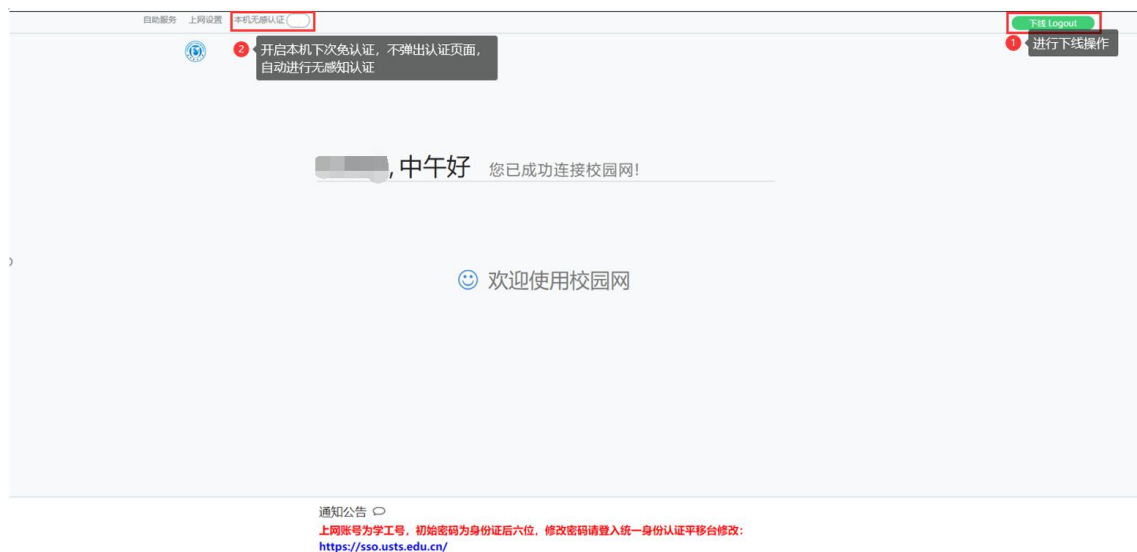 自助服务 上网设置 本机无感认证
下线 Logout
2 开启本机下次免认证，不弹出认证页面，
自动进行无感知认证
1 进行下线操作
, 中午好 您已成功连接校园网!
欢迎使用校园网
通知公告
上网账号为学工号，初始密码为身份证后六位，修改密码请登入统一身份认证平移台修改：
https://sso.usts.edu.cn/